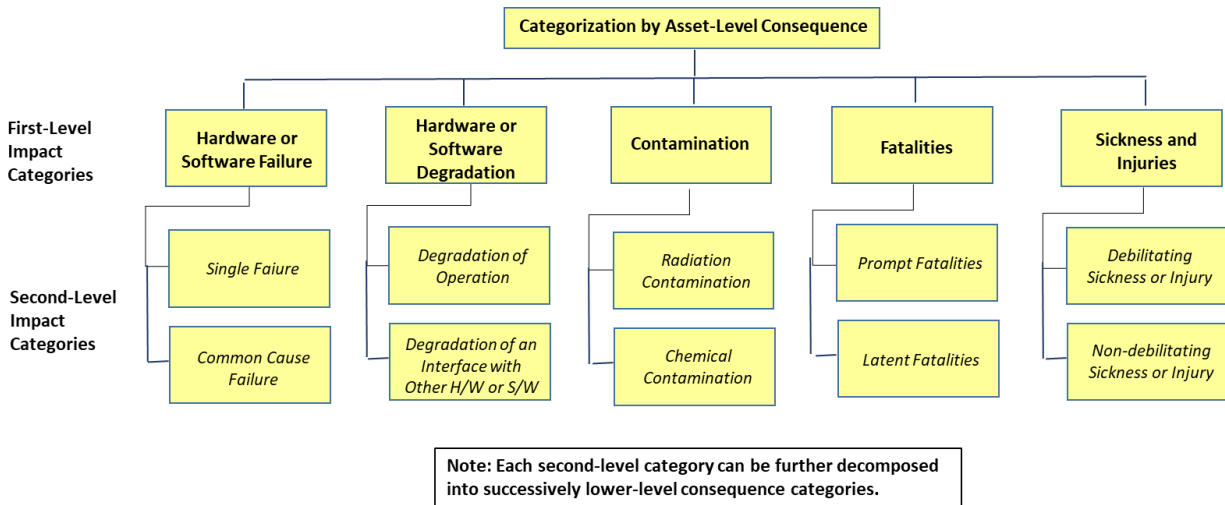 Categorization by Asset-Level Consequence
First-Level
Impact
Categories
Hardware or
Software Failure
Hardware or
Software
Degradation
Contamination
Fatalities
Sickness and
Injuries
Second-Level
Impact
Categories
Single Faiure
Degradation of
Operation
Radiation
Contamination
Prompt Fatalities
Debilitating
Sickness or Injury
Common Cause
Failure
Degradation of an
Interface with
Other H/W or S/W
Chemical
Contamination
Latent Fatalities
Non-debilitating
Sickness or Injury
Note: Each second-level category can be further decomposed
into successively lower-level consequence categories.